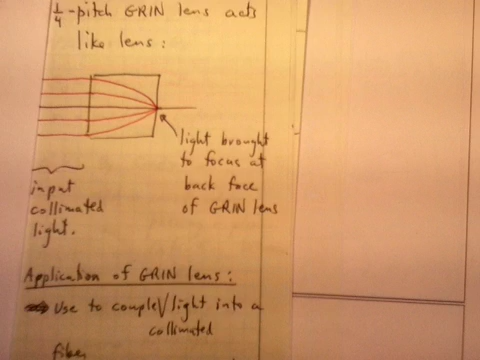 1/4-pitch GRIN lens acts
like lens:
light brought
to focus at
back face
of GRIN lens
input
collimated
light.
Application of GRIN lens:
Use to couple light into a
collimated
fiber